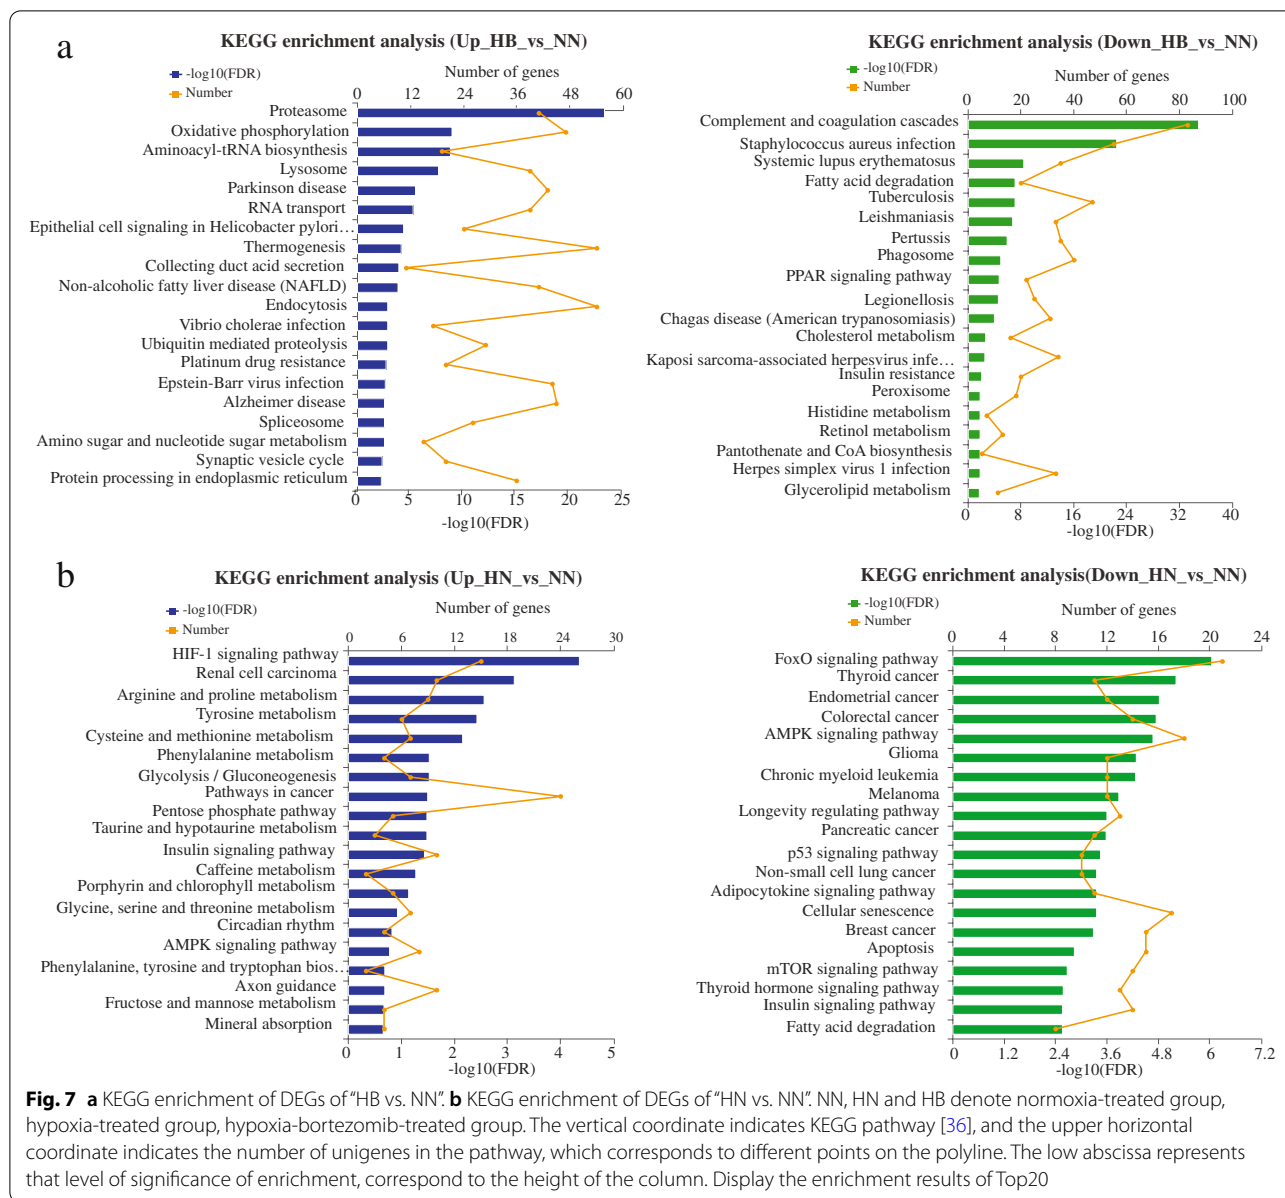 a
KEGG enrichment analysis (Up_HB_vs_NN)
-log10(FDR)
Number
Number of genes
0 12 24 36 48 60
Proteasome
Oxidative phosphorylation
Aminoacyl-tRNA biosynthesis
Lysosome
Parkinson disease
RNA transport
Epithelial cell signaling in Helicobacter pylori…
Thermogenesis
Collecting duct acid secretion
Non-alcoholic fatty liver disease (NAFLD)
Endocytosis
Vibrio cholerae infection
Ubiquitin mediated proteolysis
Platinum drug resistance
Epstein-Barr virus infection
Alzheimer disease
Spliceosome
Amino sugar and nucleotide sugar metabolism
Synaptic vesicle cycle
Protein processing in endoplasmic reticulum
0 5 10 15 20 25
-log10(FDR)
KEGG enrichment analysis (Down_HB_vs_NN)
-log10(FDR)
Number
Number of genes
0 20 40 60 80 100
Complement and coagulation cascades
Staphylococcus aureus infection
Systemic lupus erythematosus
Fatty acid degradation
Tuberculosis
Leishmaniasis
Pertussis
Phagosome
PPAR signaling pathway
Legionellosis
Chagas disease (American trypanosomiasis)
Cholesterol metabolism
Kaposi sarcoma-associated herpesvirus infe…
Insulin resistance
Peroxisome
Histidine metabolism
Retinol metabolism
Pantothenate and CoA biosynthesis
Herpes simplex virus 1 infection
Glycerolipid metabolism
0 8 16 24 32 40
-log10(FDR)
b
KEGG enrichment analysis (Up_HN_vs_NN)
-log10(FDR)
Number
Number of genes
0 6 12 18 24 30
HIF-1 signaling pathway
Renal cell carcinoma
Arginine and proline metabolism
Tyrosine metabolism
Cysteine and methionine metabolism
Phenylalanine metabolism
Glycolysis / Gluconeogenesis
Pathways in cancer
Pentose phosphate pathway
Taurine and hypotaurine metabolism
Insulin signaling pathway
Caffeine metabolism
Porphyrin and chlorophyll metabolism
Glycine, serine and threonine metabolism
Circadian rhythm
AMPK signaling pathway
Phenylalanine, tyrosine and tryptophan bios…
Axon guidance
Fructose and mannose metabolism
Mineral absorption
0 1 2 3 4 5
-log10(FDR)
KEGG enrichment analysis(Down_HN_vs_NN)
-log10(FDR)
Number
Number of genes
0 4 8 12 16 20 24
FoxO signaling pathway
Thyroid cancer
Endometrial cancer
Colorectal cancer
AMPK signaling pathway
Glioma
Chronic myeloid leukemia
Melanoma
Longevity regulating pathway
Pancreatic cancer
p53 signaling pathway
Non-small cell lung cancer
Adipocytokine signaling pathway
Cellular senescence
Breast cancer
Apoptosis
mTOR signaling pathway
Thyroid hormone signaling pathway
Insulin signaling pathway
Fatty acid degradation
0 1.2 2.4 3.6 4.8 6 7.2
-log10(FDR)
Fig. 7 a KEGG enrichment of DEGs of "HB vs. NN". b KEGG enrichment of DEGs of "HN vs. NN". NN, HN and HB denote normoxia-treated group,
hypoxia-treated group, hypoxia-bortezomib-treated group. The vertical coordinate indicates KEGG pathway [36], and the upper horizontal
coordinate indicates the number of unigenes in the pathway, which corresponds to different points on the polyline. The low abscissa represents
that level of significance of enrichment, correspond to the height of the column. Display the enrichment results of Top20